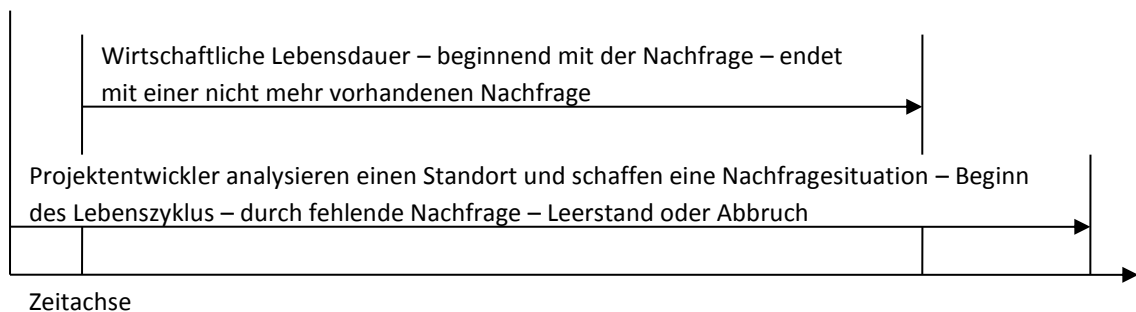 Wirtschaftliche Lebensdauer – beginnend mit der Nachfrage – endet
mit einer nicht mehr vorhandenen Nachfrage
Projektentwickler analysieren einen Standort und schaffen eine Nachfragesituation – Beginn
des Lebenszyklus – durch fehlende Nachfrage – Leerstand oder Abbruch
Zeitachse